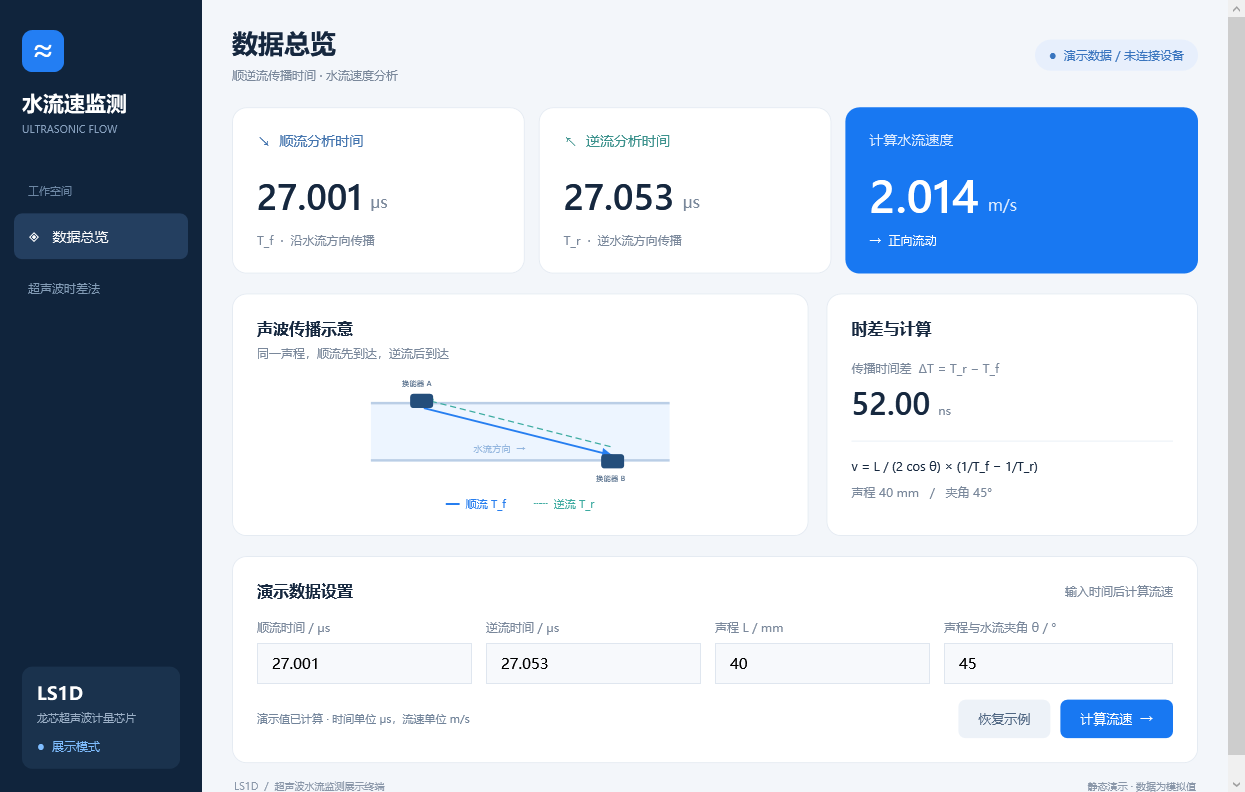 ≈
水流速监测
ULTRASONIC FLOW
工作空间
◈ 数据总览
超声波时差法
LS1D
龙芯超声波计量芯片
● 展示模式
数据总览
顺逆流传播时间 · 水流速度分析
● 演示数据 / 未连接设备
↘ 顺流分析时间
27.001 μs
T_f · 沿水流方向传播
↖ 逆流分析时间
27.053 μs
T_r · 逆水流方向传播
计算水流速度
2.014 m/s
→ 正向流动
声波传播示意
同一声程，顺流先到达，逆流后到达
换能器 A
水流方向 →
换能器 B
顺流 T_f
逆流 T_r
时差与计算
传播时间差 ΔT = T_r − T_f
52.00 ns
v = L / (2 cos θ) × (1/T_f − 1/T_r)
声程 40 mm / 夹角 45°
演示数据设置
输入时间后计算流速
顺流时间 / μs
逆流时间 / μs
声程 L / mm
声程与水流夹角 θ / °
27.001
27.053
40
45
演示值已计算 · 时间单位 μs，流速单位 m/s
恢复示例
计算流速 →
LS1D / 超声波水流监测展示终端
静态演示 · 数据为模拟值